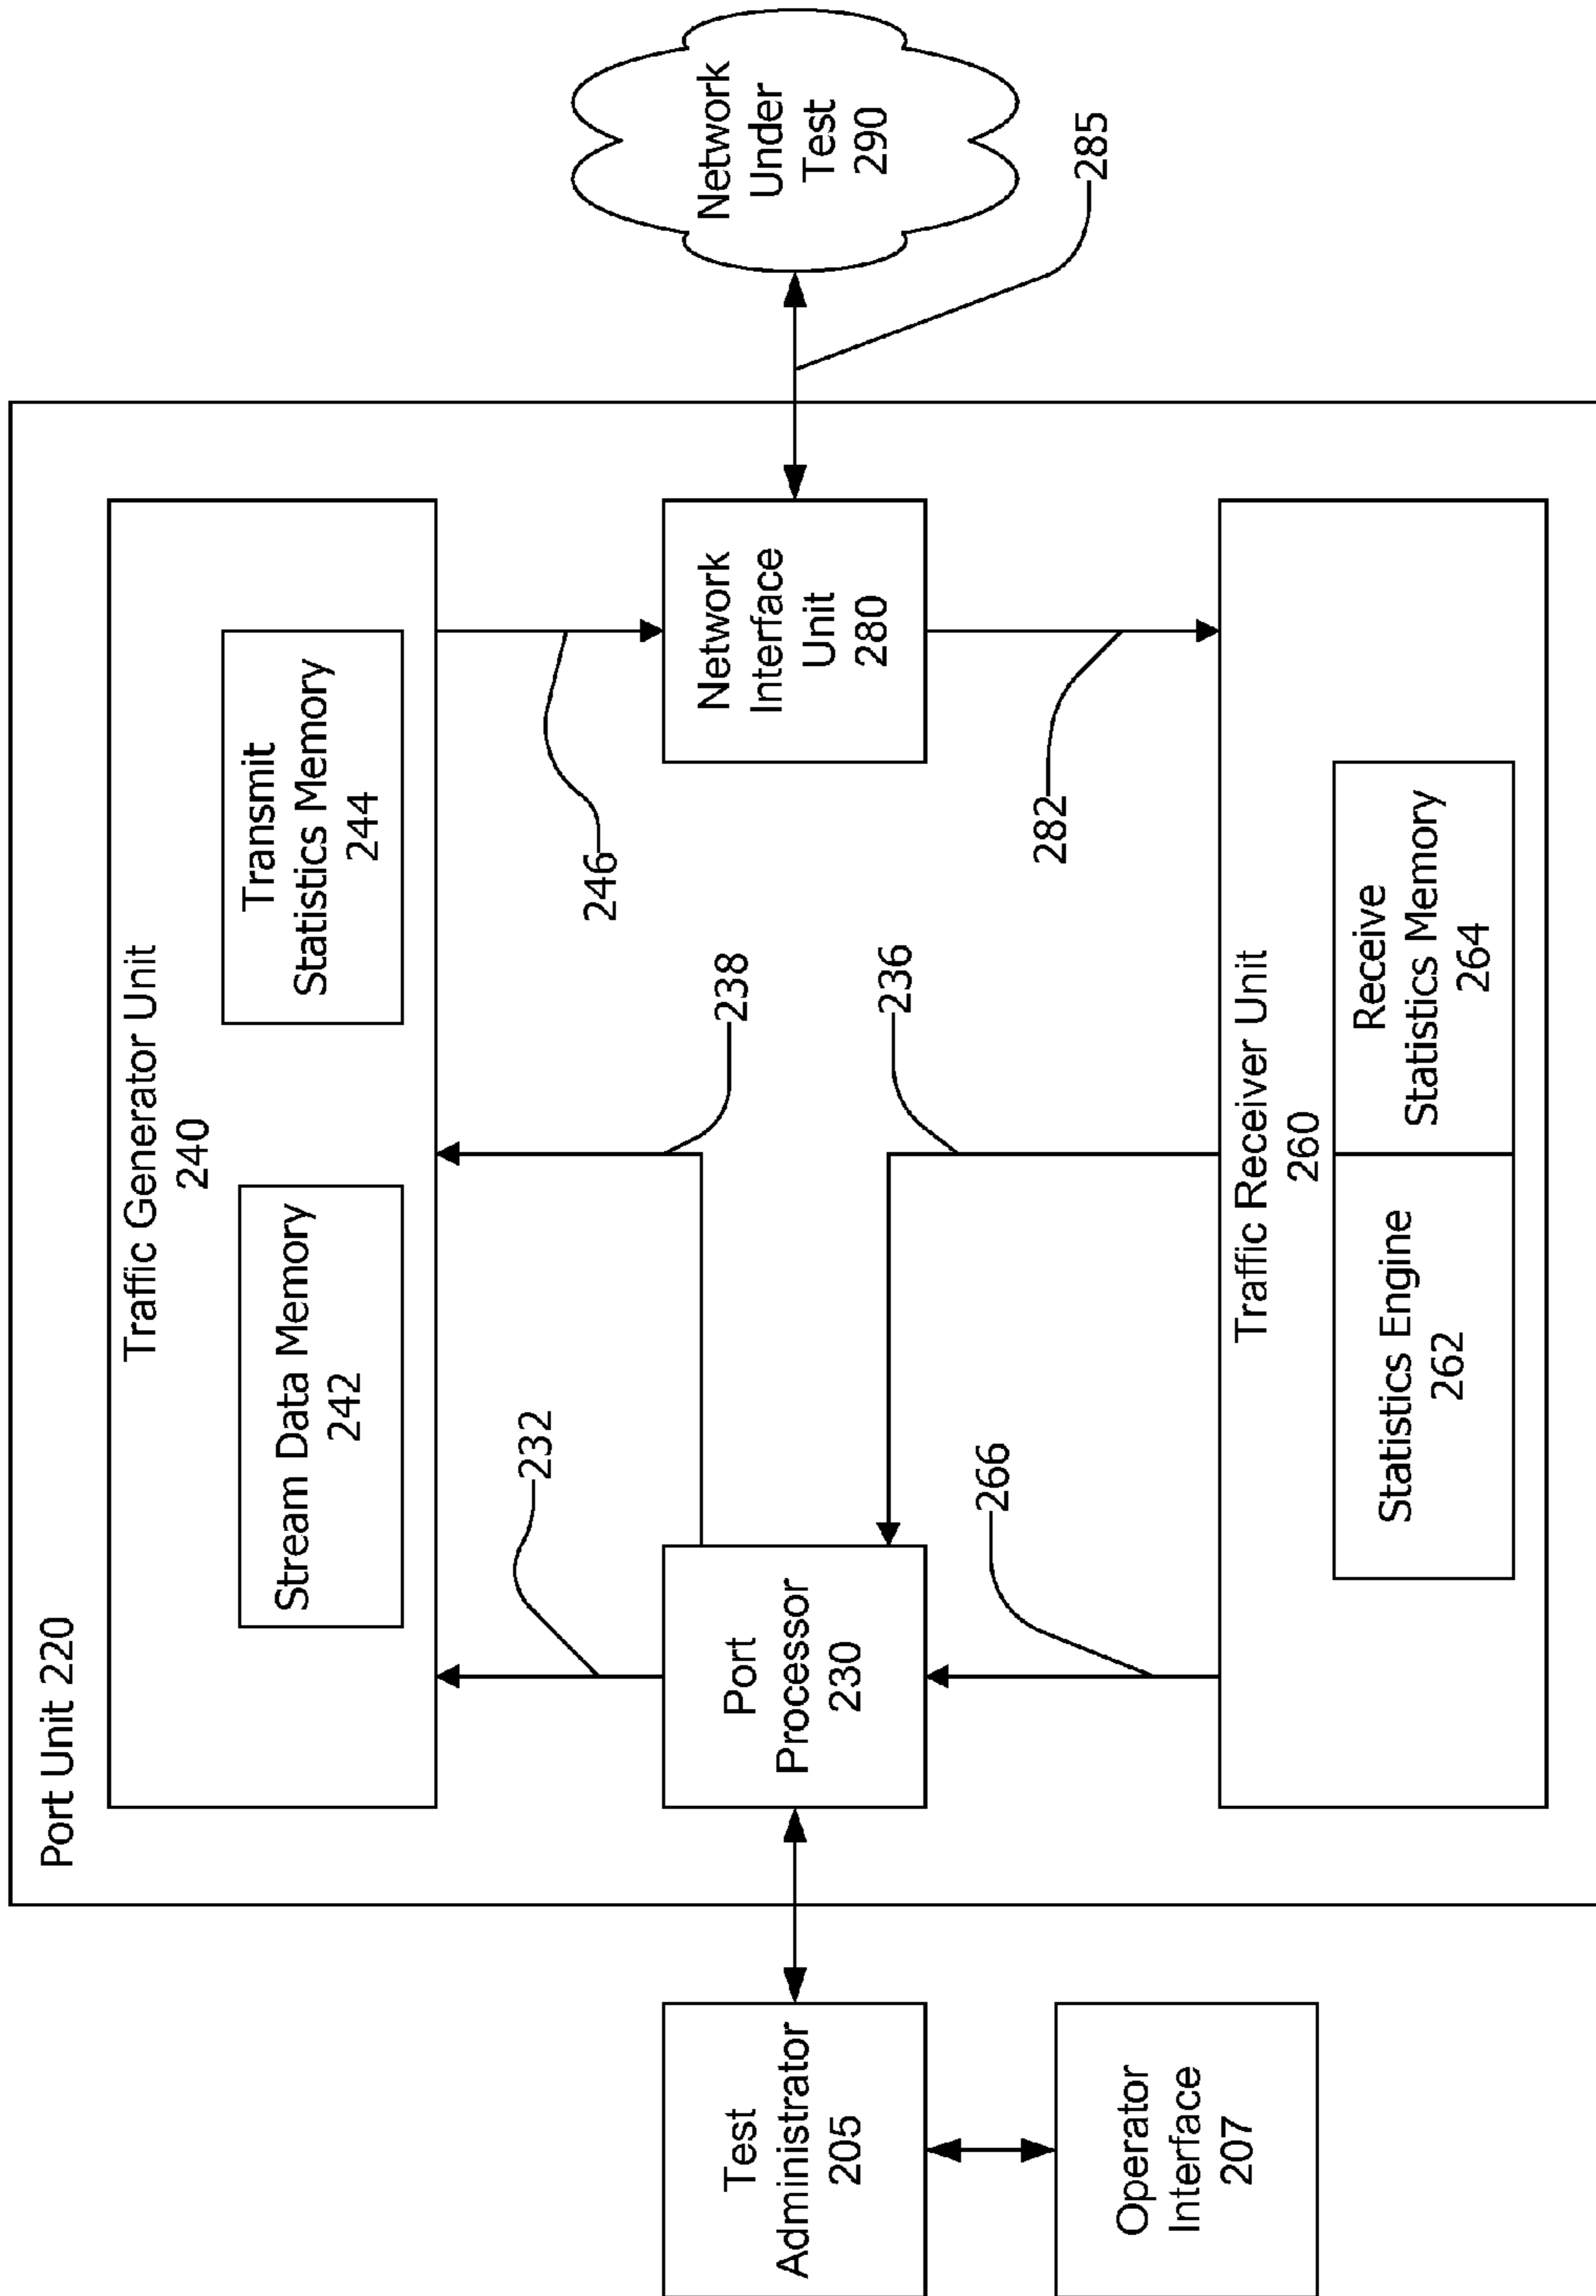 Port Unit 220
Traffic Generator Unit
240
Stream Data Memory
242
Transmit
Statistics Memory
244
232
238
246
Test
Administrator
205
Port
Processor
230
Network
Interface
Unit
280
Network
Under
Test
290
285
Operator
Interface
207
266
236
282
Traffic Receiver Unit
260
Statistics Engine
262
Receive
Statistics Memory
264